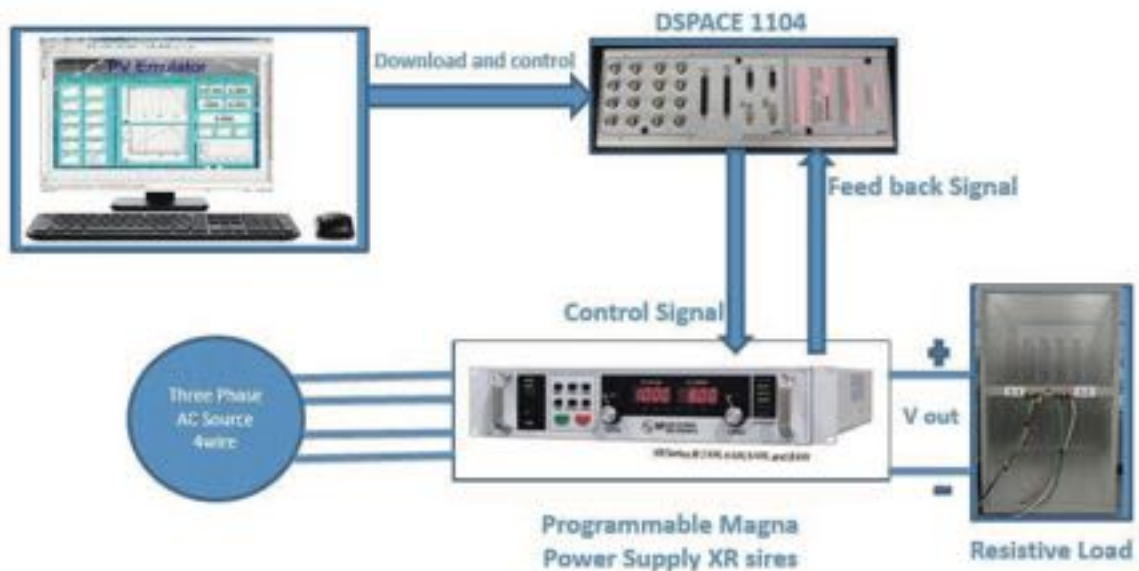 DSPACE 1104
PV Emulator
Download and control
Feed back Signal
Control Signal
Three Phase
AC Source
4wire
+
V out
-
Programmable Magna
Power Supply XR sires
Resistive Load